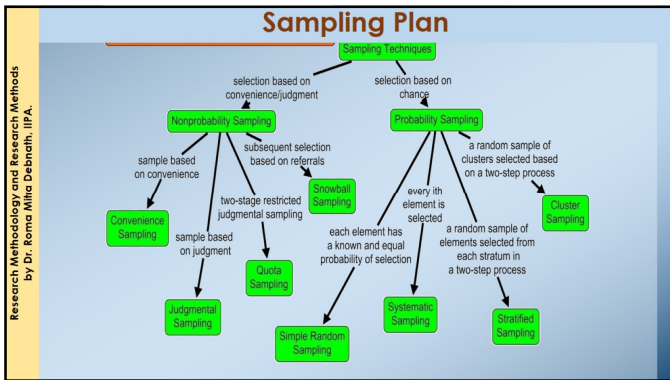 Sampling Plan
Research Methodology and Research Methods
by Dr. Roma Mitra Debnath, IIPA.
Sampling Techniques
selection based on
convenience/judgment
selection based on
chance
Nonprobability Sampling
Probability Sampling
sample based
on convenience
subsequent selection
based on referrals
a random sample of
clusters selected based
on a two-step process
Snowball
Sampling
two-stage restricted
judgmental sampling
every ith
element is
selected
Cluster
Sampling
Convenience
Sampling
sample based
on judgment
each element has
a known and equal
probability of selection
a random sample of
elements selected from
each stratum in
a two-step process
Quota
Sampling
Judgmental
Sampling
Simple Random
Sampling
Systematic
Sampling
Stratified
Sampling